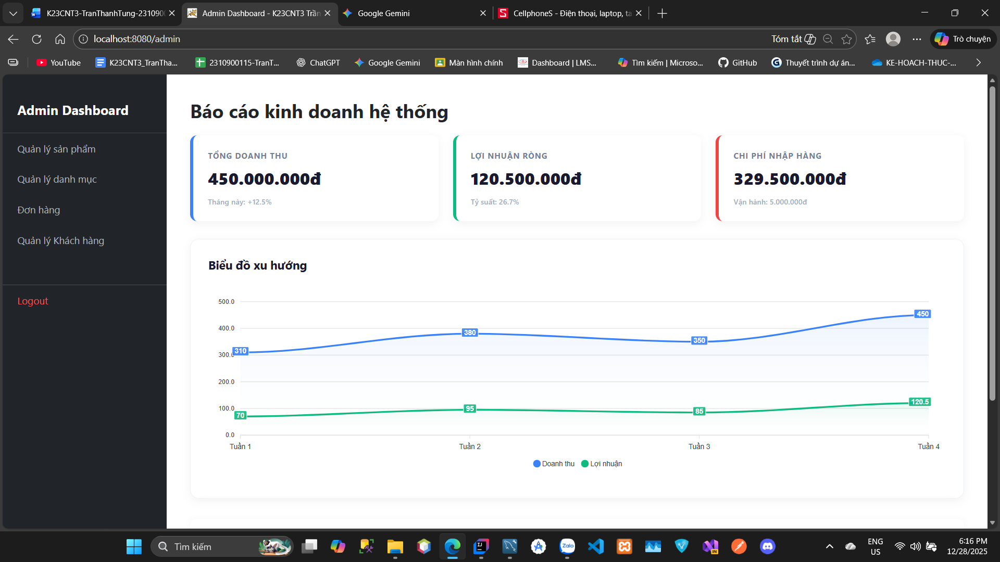 K23CNT3-TranThanhTung-23109
Admin Dashboard - K23CNT3 Trần
Google Gemini
CellphoneS - Điện thoại, laptop, ta
localhost:8080/admin
Tóm tắt
Trò chuyện
YouTube
K23CNT3_TranTha...
2310900115-TranT...
ChatGPT
Google Gemini
Màn hình chính
Dashboard | LMS...
Tìm kiếm | Microso...
GitHub
Thuyết trình dự án...
KE-HOACH-THUC-...
Admin Dashboard
Quản lý sản phẩm
Quản lý danh mục
Đơn hàng
Quản lý Khách hàng
Logout
Báo cáo kinh doanh hệ thống
TỔNG DOANH THU
450.000.000đ
Tháng này: +12.5%
LỢI NHUẬN RÒNG
120.500.000đ
Tỷ suất: 26.7%
CHI PHÍ NHẬP HÀNG
329.500.000đ
Vận hành: 5.000.000đ
Biểu đồ xu hướng
500.0
400.0
300.0
200.0
100.0
0.0
310
380
350
450
70
95
85
120.5
Tuần 1
Tuần 2
Tuần 3
Tuần 4
Doanh thu
Lợi nhuận
Tìm kiếm
Zalo
ENG
US
6:16 PM
12/28/2025